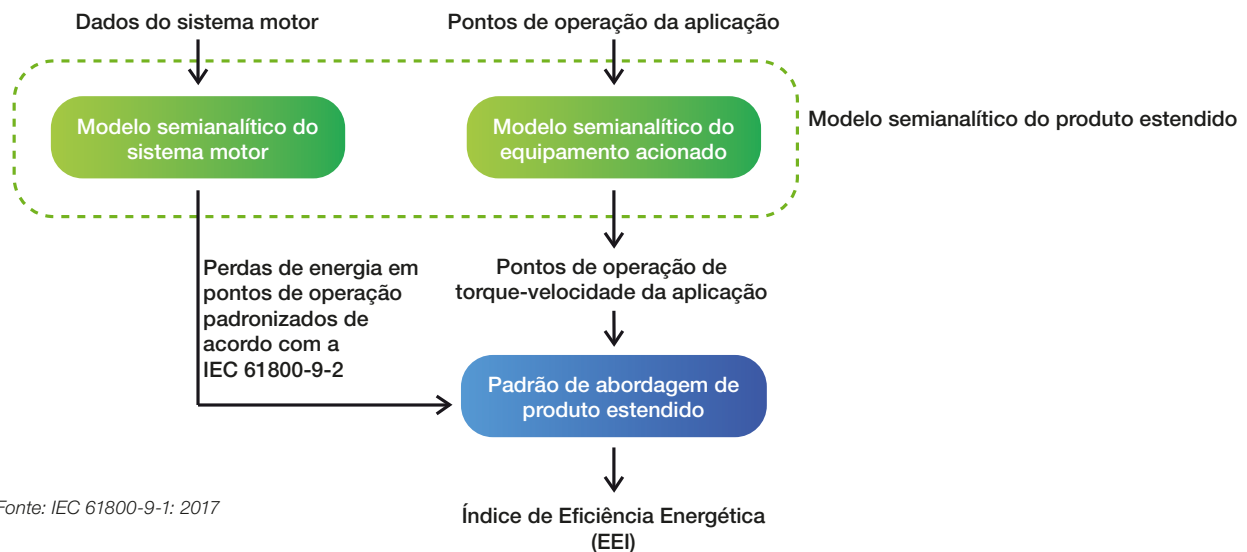 Dados do sistema motor
Pontos de operação da aplicação
Modelo semianalítico do
sistema motor
Modelo semianalítico do
equipamento acionado
Modelo semianalítico do produto estendido
Perdas de energia em
pontos de operação
padronizados de
acordo com a
IEC 61800-9-2
Pontos de operação de
torque-velocidade da aplicação
Padrão de abordagem de
produto estendido
Fonte: IEC 61800-9-1: 2017
Índice de Eficiência Energética
(EEI)